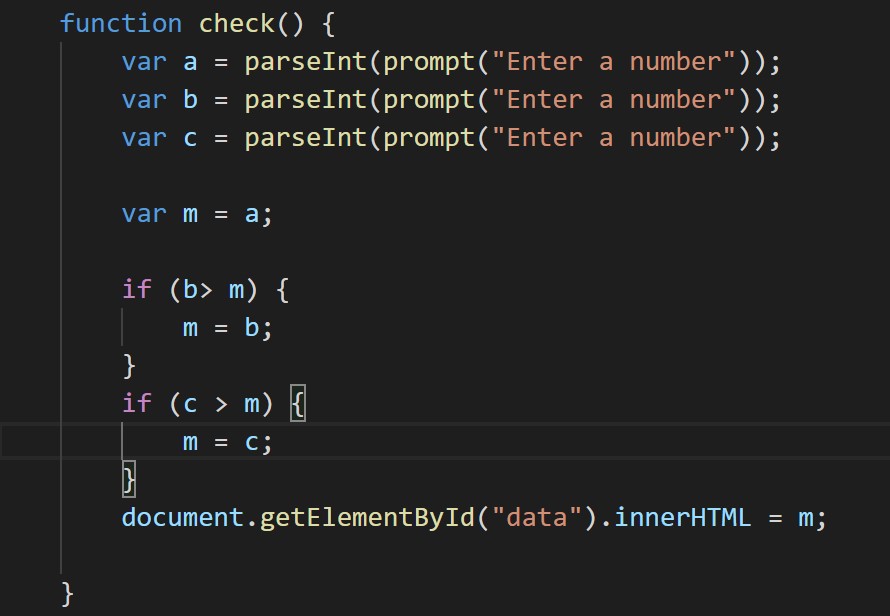 function check() {
    var a = parseInt(prompt("Enter a number"));
    var b = parseInt(prompt("Enter a number"));
    var c = parseInt(prompt("Enter a number"));

    var m = a;

    if (b> m) {
        m = b;
    }
    if (c > m) {
        m = c;
    }
    document.getElementById("data").innerHTML = m;

}